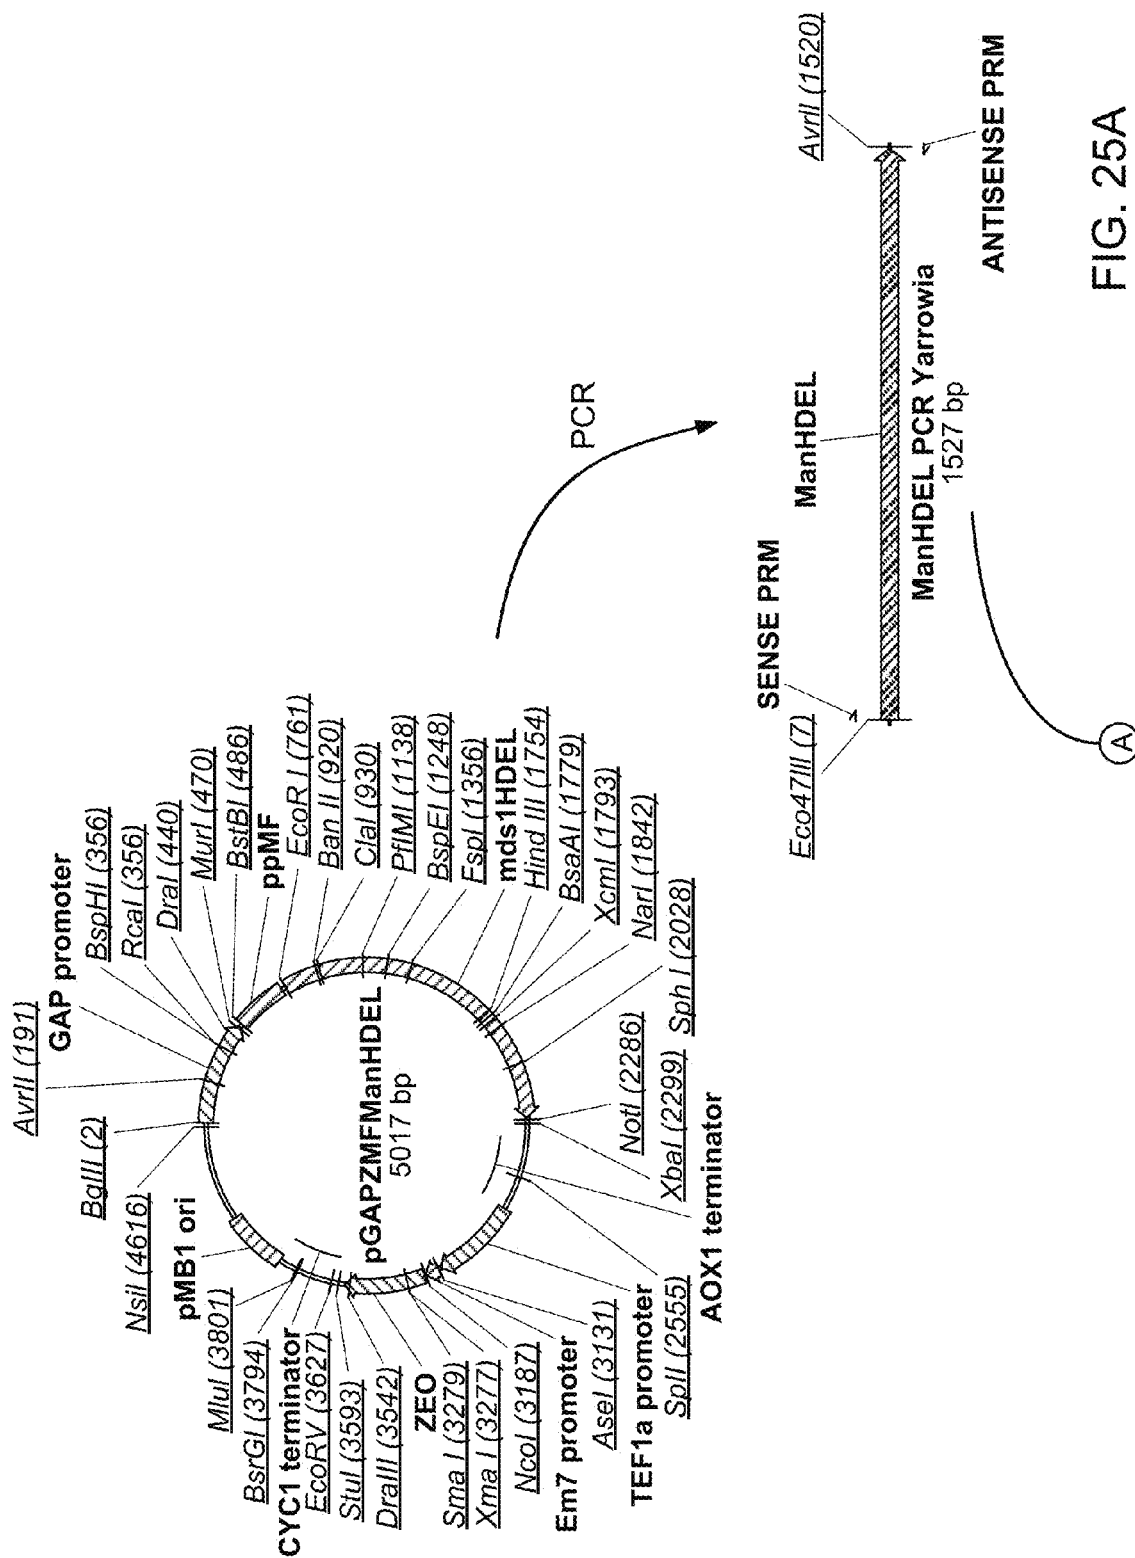 AvrII (191)
GAP promoter
BspHI (356)
RcaI (356)
DraI (440)
MurI (470)
BstBI (486)
ppMF
EcoR I (761)
Ban II (920)
ClaI (930)
PflMI (1138)
BspEI (1248)
FspI (1356)
mds1HDEL
Hind III (1754)
BsaAI (1779)
XcmI (1793)
NarI (1842)
Sph I (2028)
NotI (2286)
XbaI (2299)
AOX1 terminator
SplI (2555)
TEF1a promoter
AseI (3131)
Em7 promoter
NcoI (3187)
Xma I (3277)
Sma I (3279)
ZEO
DraIII (3542)
StuI (3593)
EcoRV (3627)
CYC1 terminator
BsrGI (3794)
MluI (3801)
pMB1 ori
NsiI (4616)
BglII (2)
pGAPZMFManHDEL
5017 bp
PCR
SENSE PRM
Eco47III (7)
ManHDEL
AvrII (1520)
ManHDEL PCR Yarrowia
1527 bp
ANTISENSE PRM
A
FIG. 25A